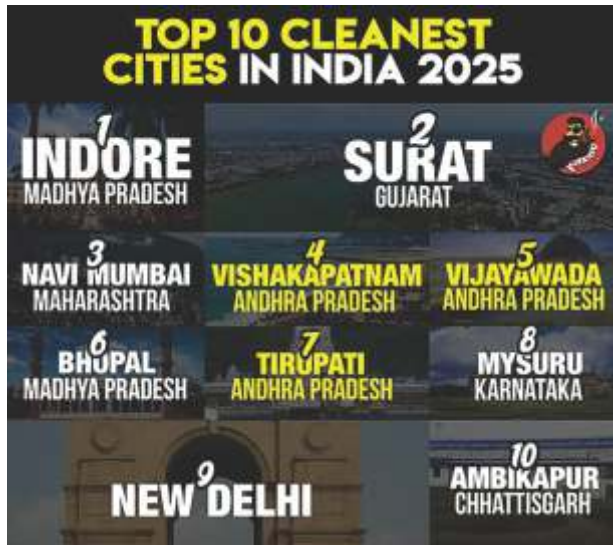 TOP 10 CLEANEST
CITIES IN INDIA 2025
1
INDORE
MADHYA PRADESH
2
SURAT
GUJARAT
3
NAVI MUMBAI
MAHARASHTRA
4
VISHAKAPATNAM
ANDHRA PRADESH
5
VIJAYAWADA
ANDHRA PRADESH
6
BHOPAL
MADHYA PRADESH
7
TIRUPATI
ANDHRA PRADESH
8
MYSURU
KARNATAKA
9
NEW DELHI
10
AMBIKAPUR
CHHATTISGARH